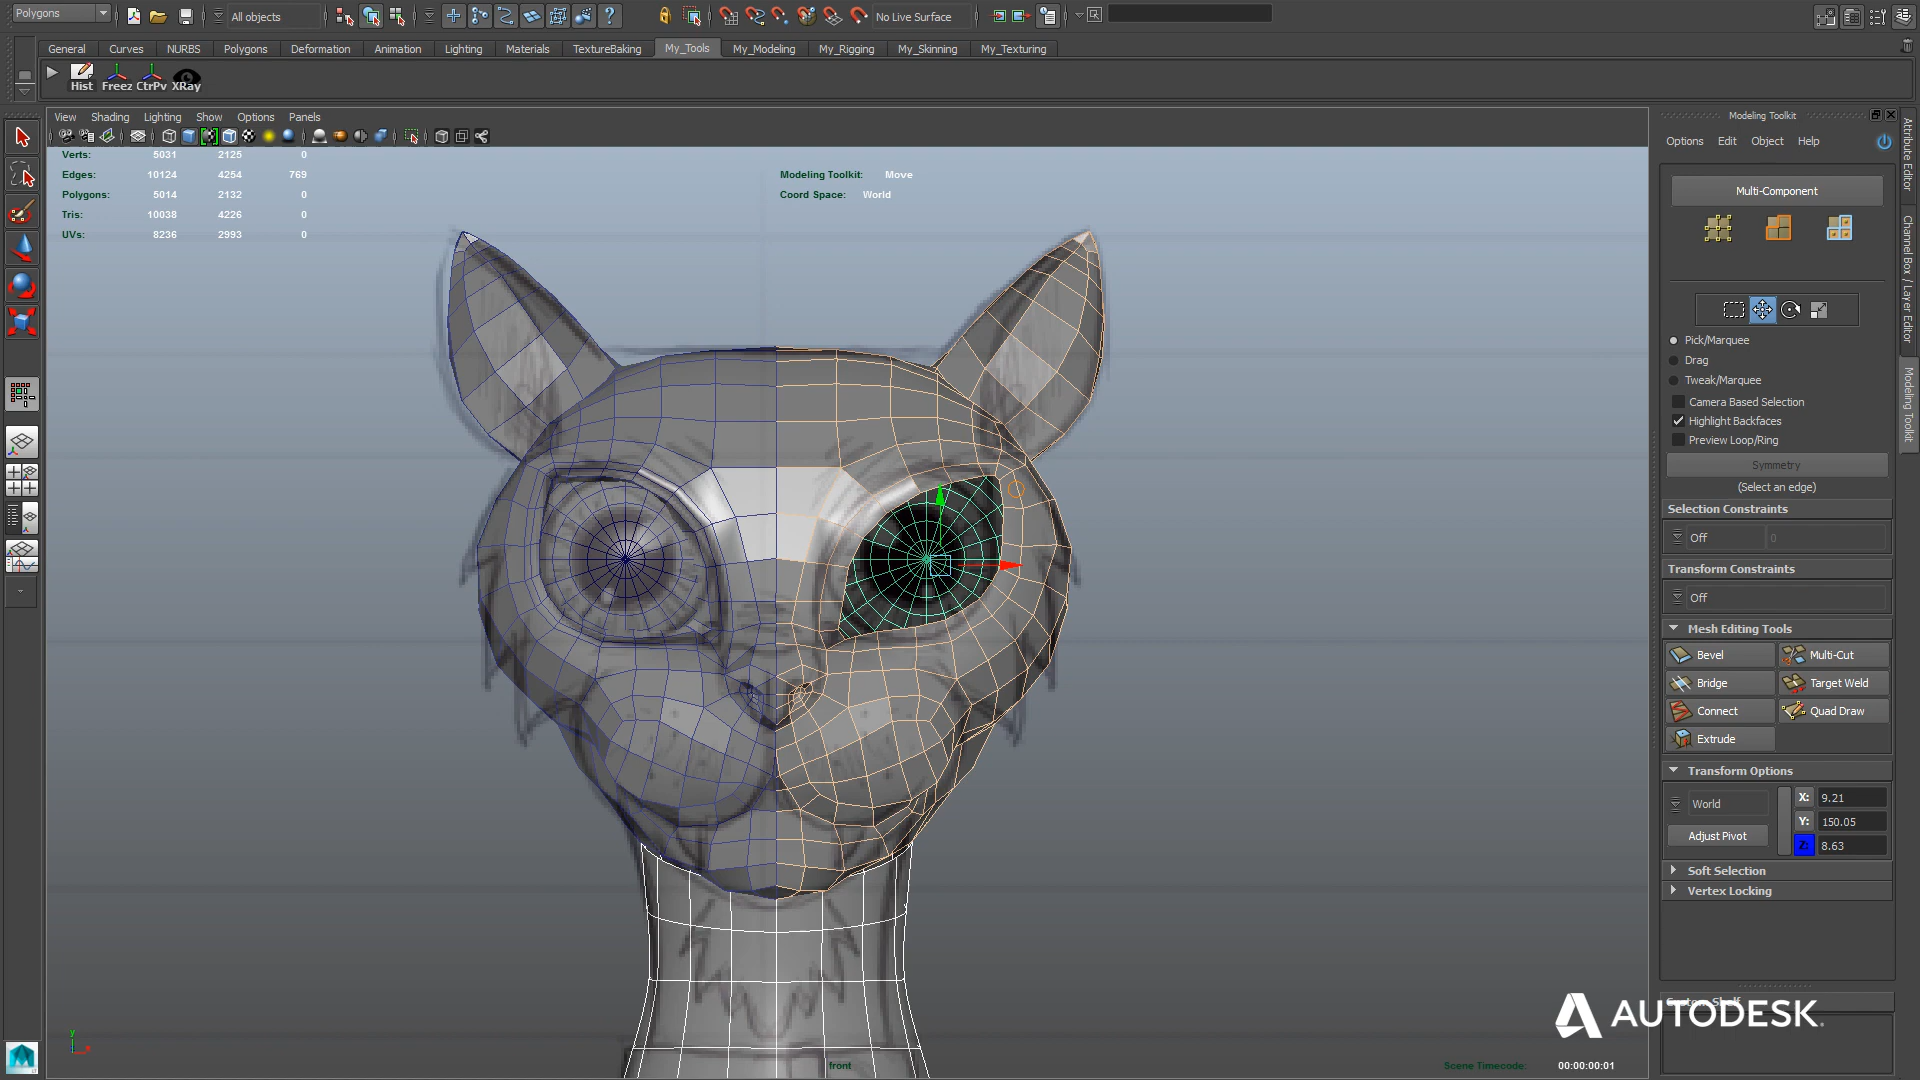 Polygons All objects No Live Surface
General Curves NURBS Polygons Deformation Animation Lighting Materials TextureBaking My_Tools My_Modeling My_Rigging My_Skinning My_Texturing
Hist Freez CtrPv XRay
View Shading Lighting Show Options Panels
Verts: 5031 2125 0
Edges: 10124 4254 769
Polygons: 5014 2132 0
Tris: 10038 4226 0
UVs: 8236 2993 0
Modeling Toolkit: Move
Coord Space: World
Modeling Toolkit
Options Edit Object Help
Multi-Component
Pick/Marquee
Drag
Tweak/Marquee
Camera Based Selection
Highlight Backfaces
Preview Loop/Ring
Symmetry
(Select an edge)
Selection Constraints
Off 0
Transform Constraints
Off
Mesh Editing Tools
Bevel Multi-Cut
Bridge Target Weld
Connect Quad Draw
Extrude
Transform Options
World X: 9.21
Y: 150.05
Adjust Pivot Z: 8.63
Soft Selection
Vertex Locking
Custom Shelf
AUTODESK.
Attribute Editor
Channel Box / Layer Editor
Modeling Toolkit
y
x
front
Scene Timecode: 00:00:00:01